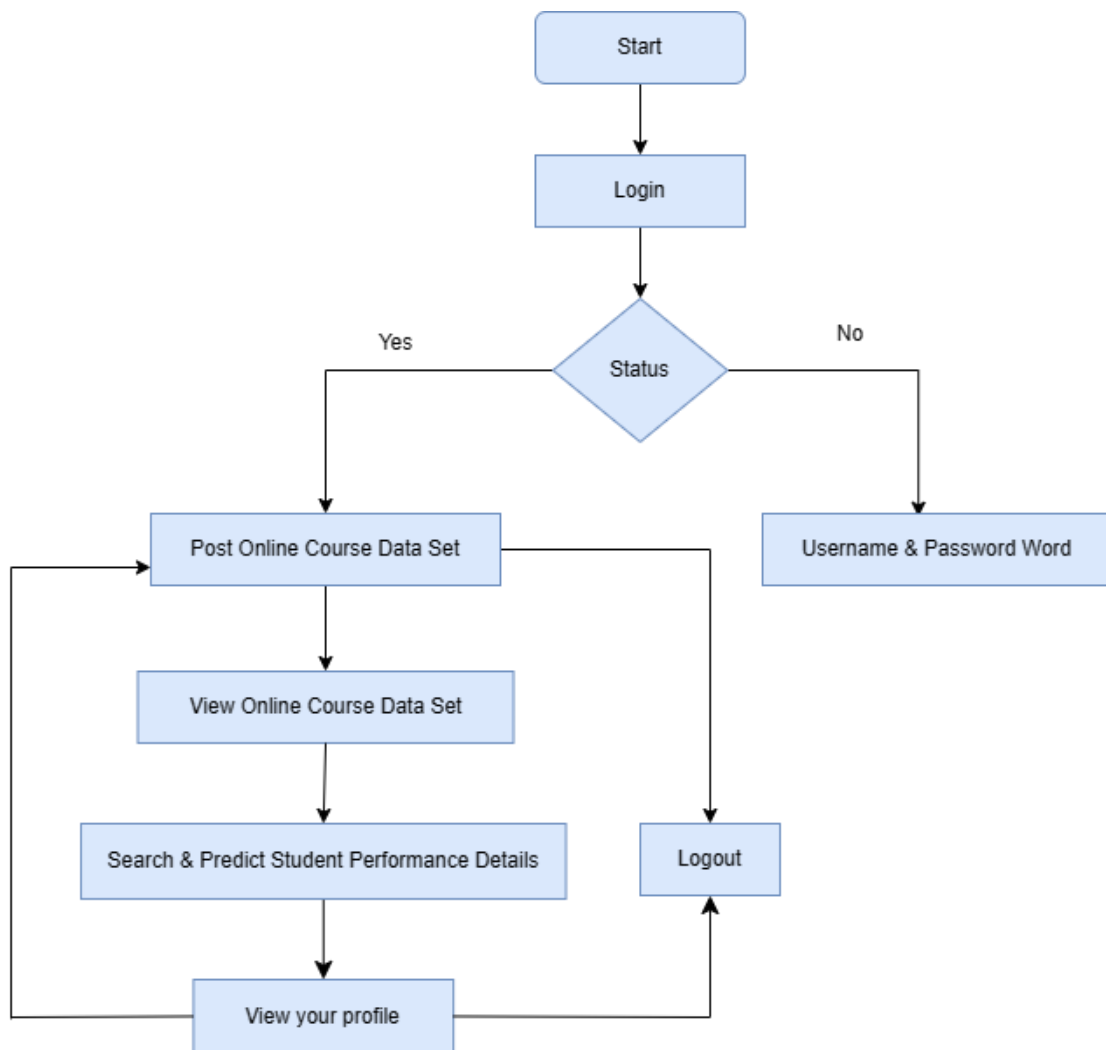 Start
Login
Yes
No
Status
Post Online Course Data Set
Username & Password Word
View Online Course Data Set
Search & Predict Student Performance Details
Logout
View your profile